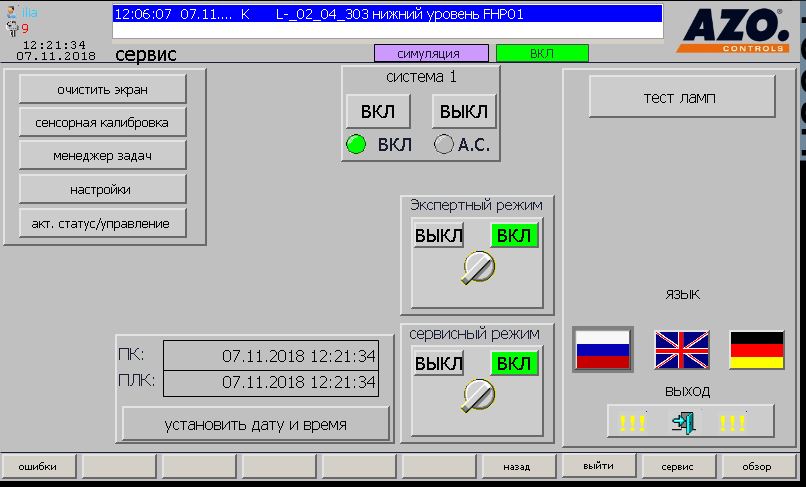 ilia
9
12:21:34
07.11.2018
12:06:07 07.11.... K L-_02_04_303 нижний уровень FHP01
AZO.®
CONTROLS
сервис
симуляция
ВКЛ
очистить экран
сенсорная калибровка
менеджер задач
настройки
акт. статус/управление
система 1
ВКЛ ВЫКЛ
ВКЛ А.С.
тест ламп
Экспертный режим
ВЫКЛ ВКЛ
сервисный режим
ВЫКЛ ВКЛ
ПК: 07.11.2018 12:21:34
ПЛК: 07.11.2018 12:21:34
установить дату и время
язык
выход
!!! !!!
ошибки назад выйти сервис обзор